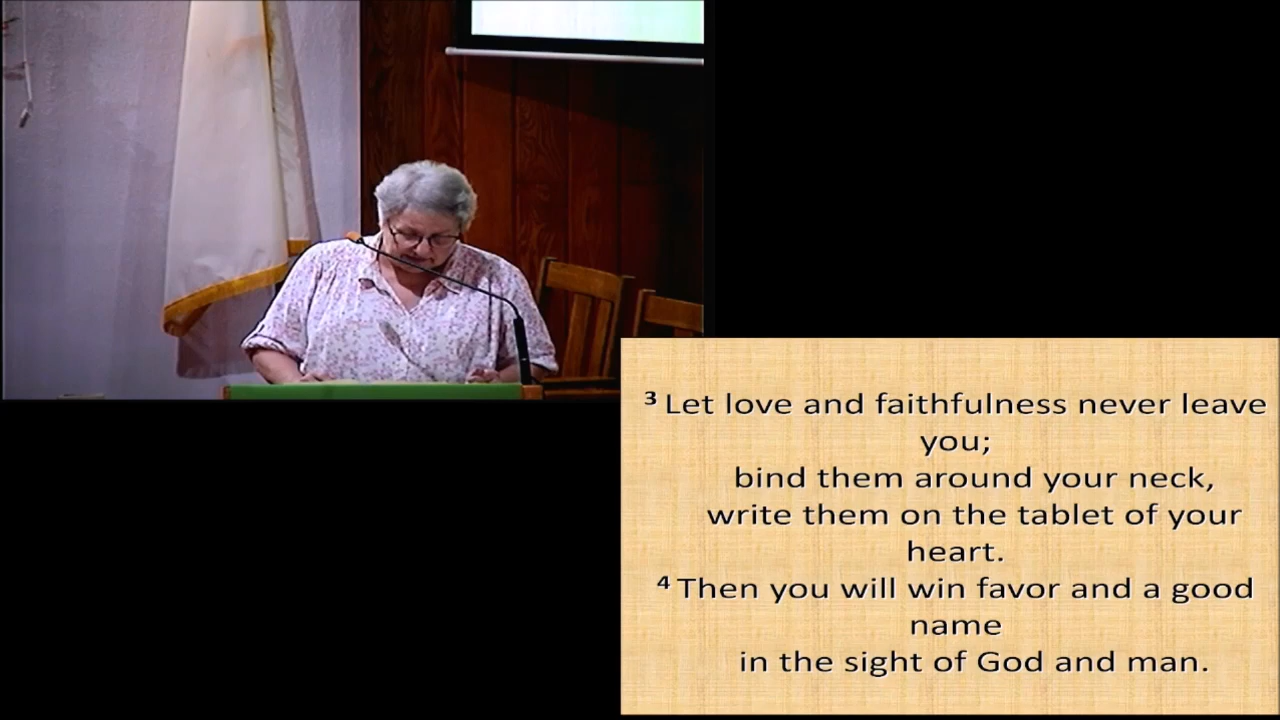 ³ Let love and faithfulness never leave
you;
bind them around your neck,
write them on the tablet of your
heart.
⁴ Then you will win favor and a good
name
in the sight of God and man.